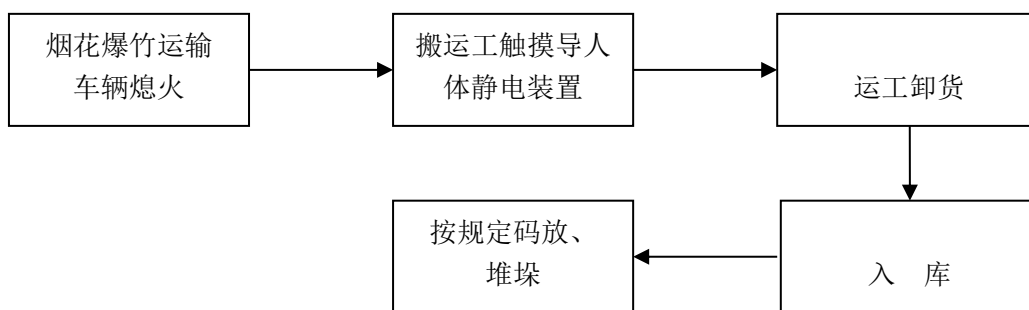 烟花爆竹运输
车辆熄火
搬运工触摸导人
体静电装置
运工卸货
按规定码放、
堆垛
入 库